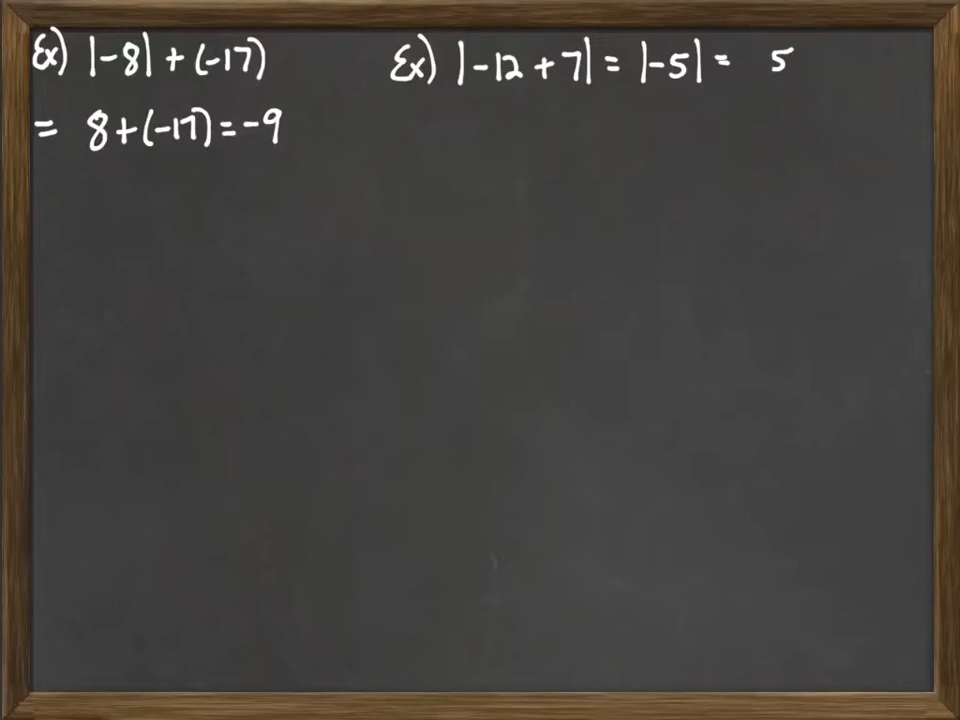 Ex) |-8| + (-17)
= 8+(-17) = -9
Ex) |-12 + 7| = |-5| = 5